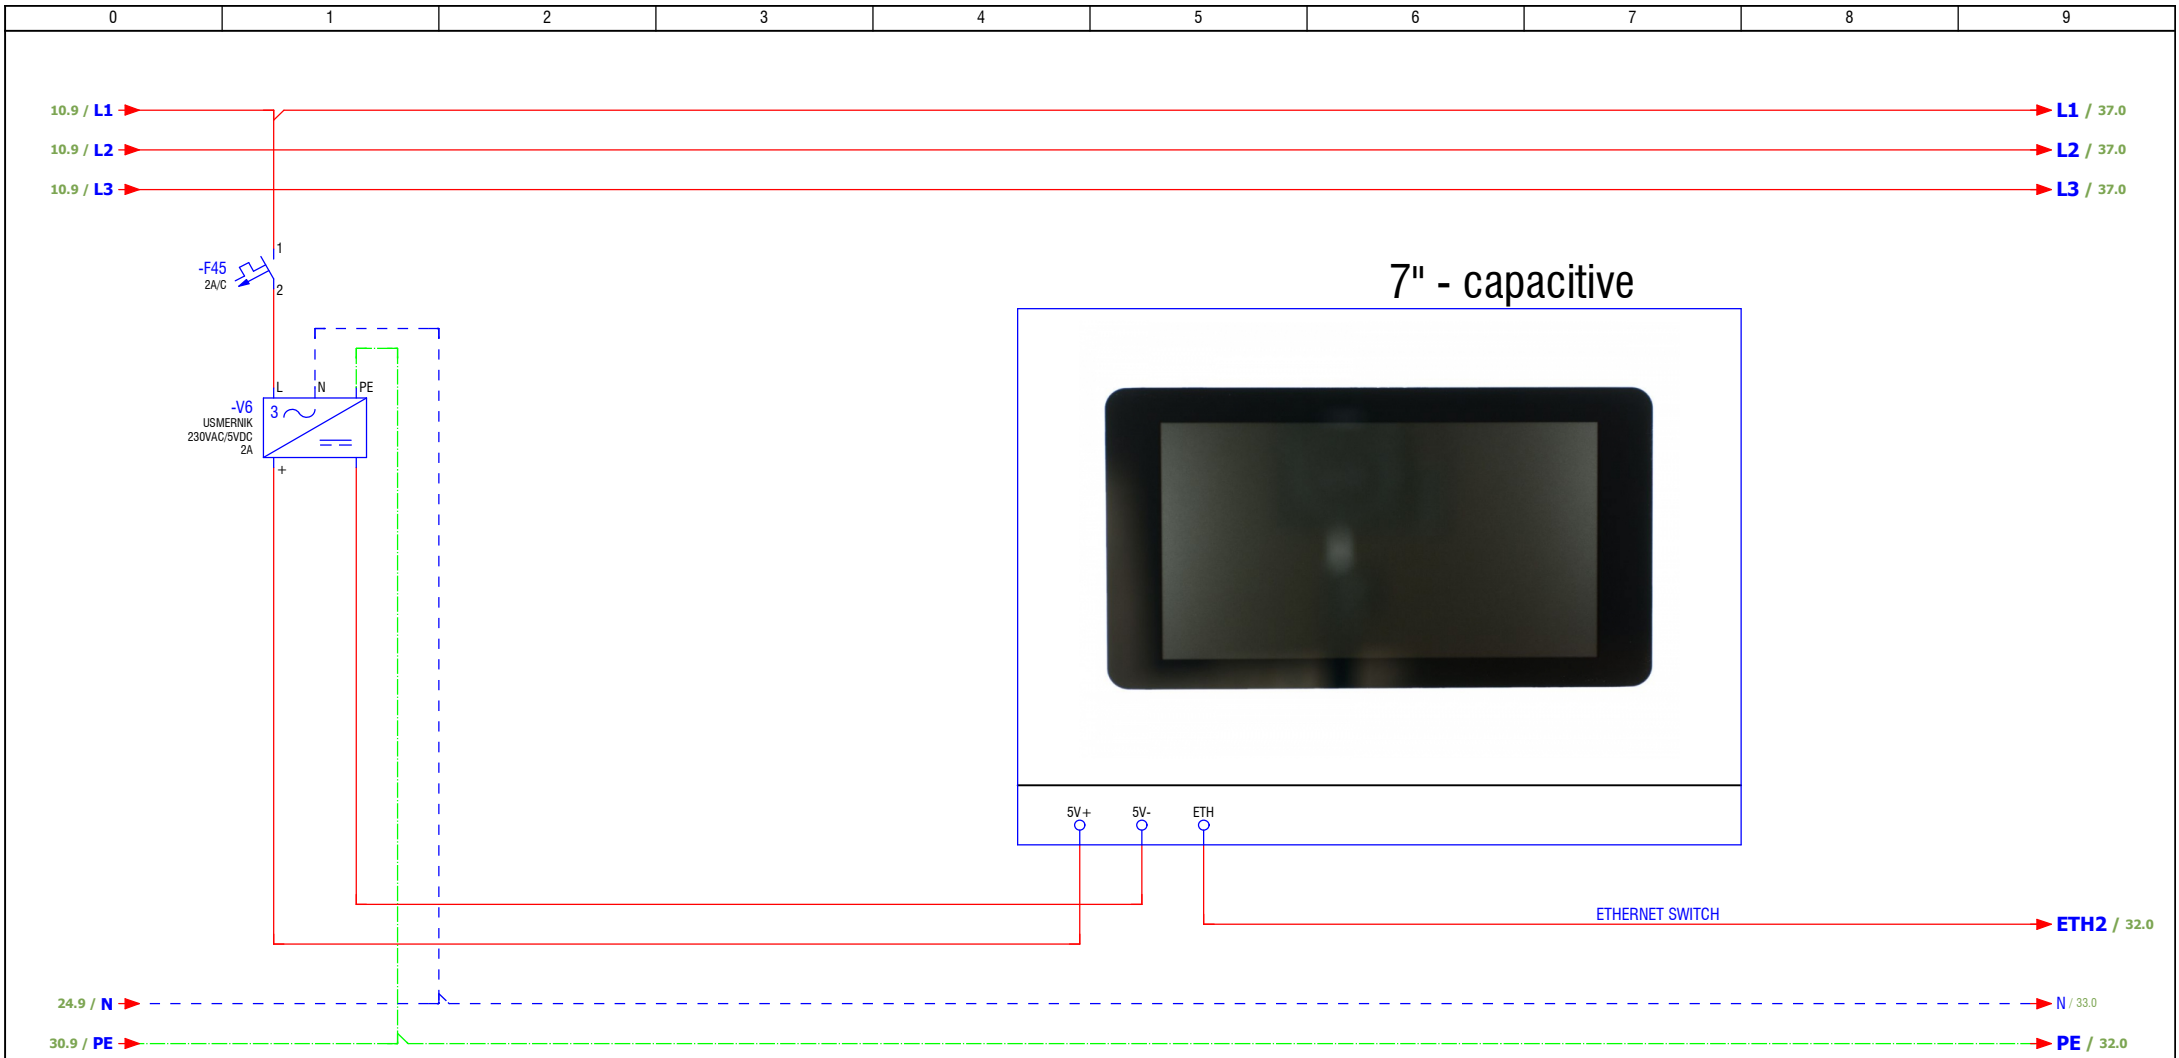 0 1 2 3 4 5 6 7 8 9
10.9 / L1 L1 / 37.0
10.9 / L2 L2 / 37.0
10.9 / L3 L3 / 37.0
1
-F45
2A/C
2
7" - capacitive
L N PE
-V6
3
USMERNIK
230VAC/5VDC
2A
+
5V+ 5V- ETH
ETHERNET SWITCH
ETH2 / 32.0
24.9 / N N / 33.0
30.9 / PE PE / 32.0